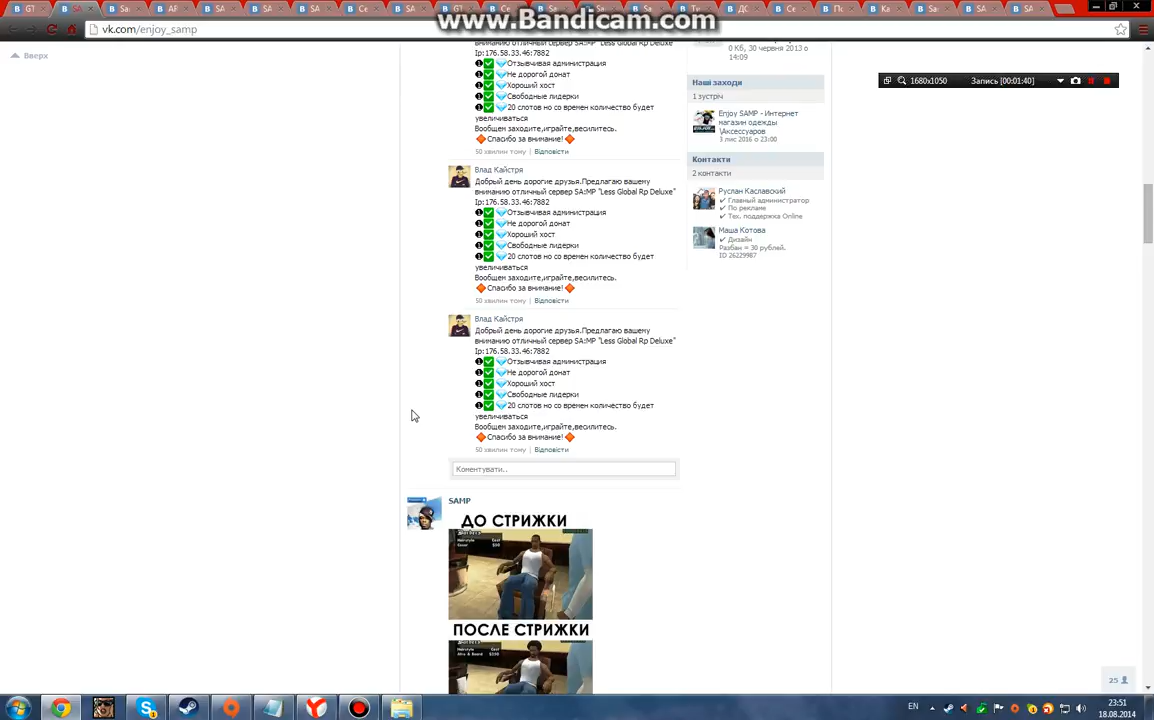 www.Bandicam.com
vk.com/enjoy_samp
Вверх
1680x1050
Запись [00:01:40]
вниманию отличный сервер SA:MP "Less Global Rp Deluxe"
Ip:176.58.33.46:7882
Отзывчивая администрация
Не дорогой донат
Хороший хост
Свободные лидерки
20 слотов но со времен количество будет
увеличиваться
Вообщем заходите,играйте,веселитесь.
Спасибо за внимание!
50 хвилин тому | Відповісти
Влад Кайстря
Добрый день дорогие друзья.Предлагаю вашему
вниманию отличный сервер SA:MP "Less Global Rp Deluxe"
Ip:176.58.33.46:7882
Отзывчивая администрация
Не дорогой донат
Хороший хост
Свободные лидерки
20 слотов но со времен количество будет
увеличиваться
Вообщем заходите,играйте,веселитесь.
Спасибо за внимание!
50 хвилин тому | Відповісти
Влад Кайстря
Добрый день дорогие друзья.Предлагаю вашему
вниманию отличный сервер SA:MP "Less Global Rp Deluxe"
Ip:176.58.33.46:7882
Отзывчивая администрация
Не дорогой донат
Хороший хост
Свободные лидерки
20 слотов но со времен количество будет
увеличиваться
Вообщем заходите,играйте,веселитесь.
Спасибо за внимание!
50 хвилин тому | Відповісти
Коментувати..
SAMP
ДО СТРИЖКИ
ПОСЛЕ СТРИЖКИ
0 Кб, 30 червня 2013 о
14:09
Наші заходи
1 зустріч
Enjoy SAMP - Интернет
магазин одежды
\Аксессуаров
3 лис 2016 о 23:00
Контакти
2 контакти
Руслан Каславский
✓ Главный администратор
✓ По рекламе
✓ Тех. поддержка Online
Маша Котова
✓ Дизайн
Разбан = 30 рублей.
ID 26229987
25
EN
23:51
18.08.2014